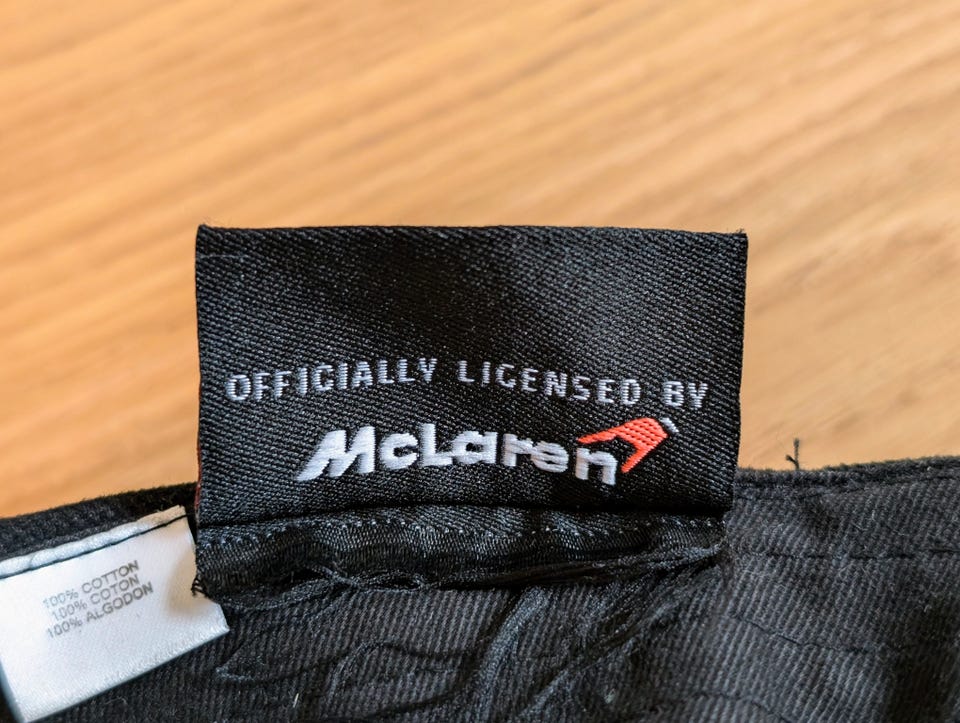 OFFICIALLY LICENSED BY
McLaren
100% COTTON
100% COTON
100% ALGODON